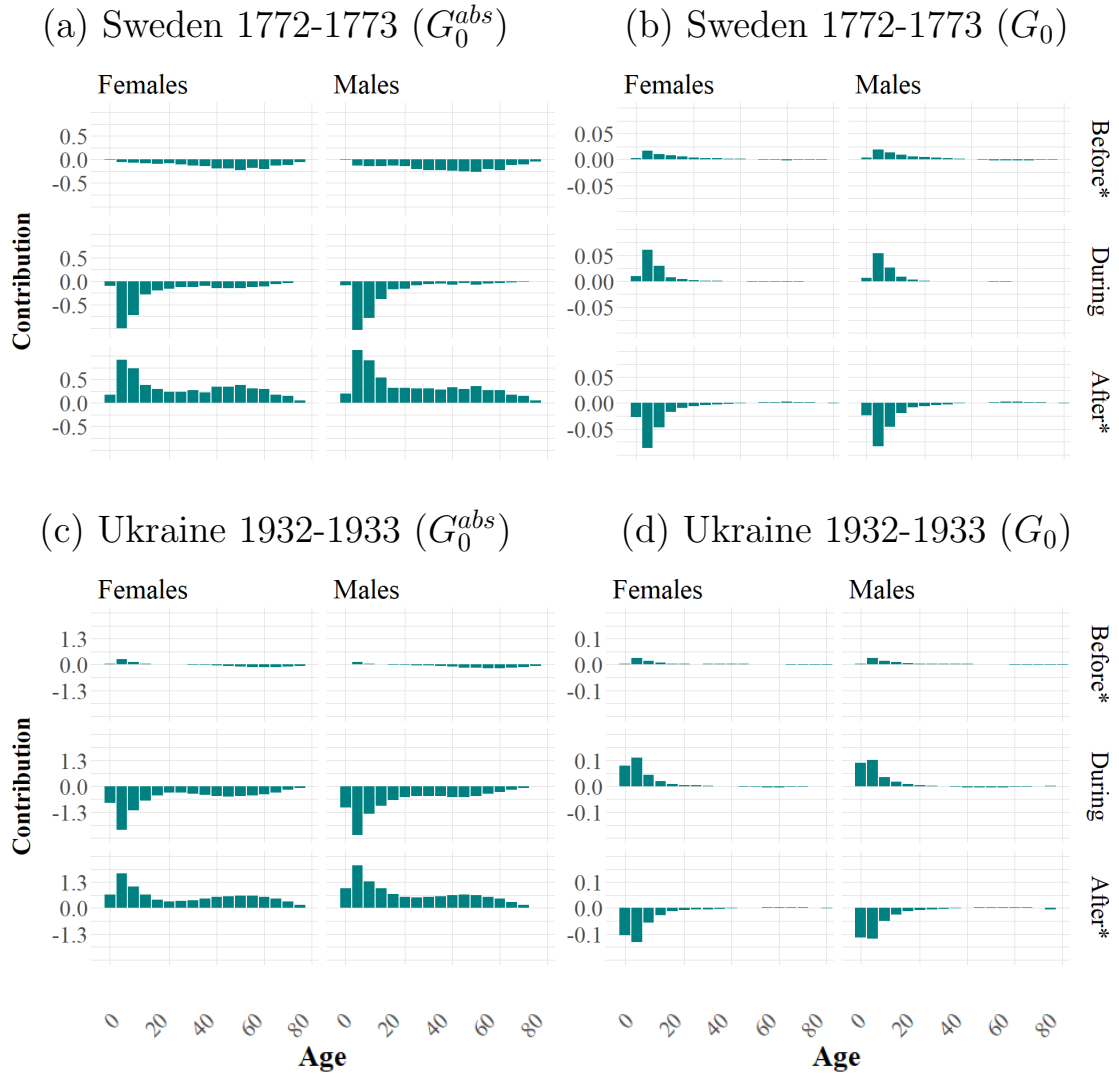 (a) Sweden 1772-1773 (G₀ᵃᵇˢ)
(b) Sweden 1772-1773 (G₀)
Females Males Females Males
0.5
0.0
-0.5
0.05
0.00
-0.05
Before*
0.5
0.0
-0.5
0.05
0.00
-0.05
During
0.5
0.0
-0.5
0.05
0.00
-0.05
After*
Contribution
(c) Ukraine 1932-1933 (G₀ᵃᵇˢ)
(d) Ukraine 1932-1933 (G₀)
Females Males Females Males
1.3
0.0
-1.3
0.1
0.0
-0.1
Before*
1.3
0.0
-1.3
0.1
0.0
-0.1
During
1.3
0.0
-1.3
0.1
0.0
-0.1
After*
Contribution
0 20 40 60 80 0 20 40 60 80 0 20 40 60 80 0 20 40 60 80
Age Age